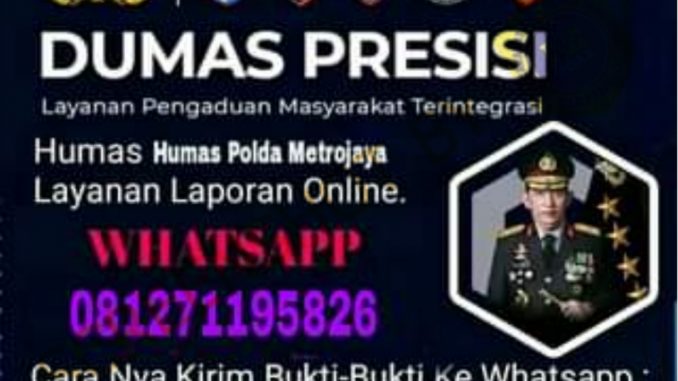 DUMAS PRESISI
Layanan Pengaduan Masyarakat Terintegrasi
Humas Humas Polda Metrojaya
Layanan Laporan Online.
WHATSAPP
081271195826
Cara Nya Kirim Bukti-Bukti Ke Whatsapp :